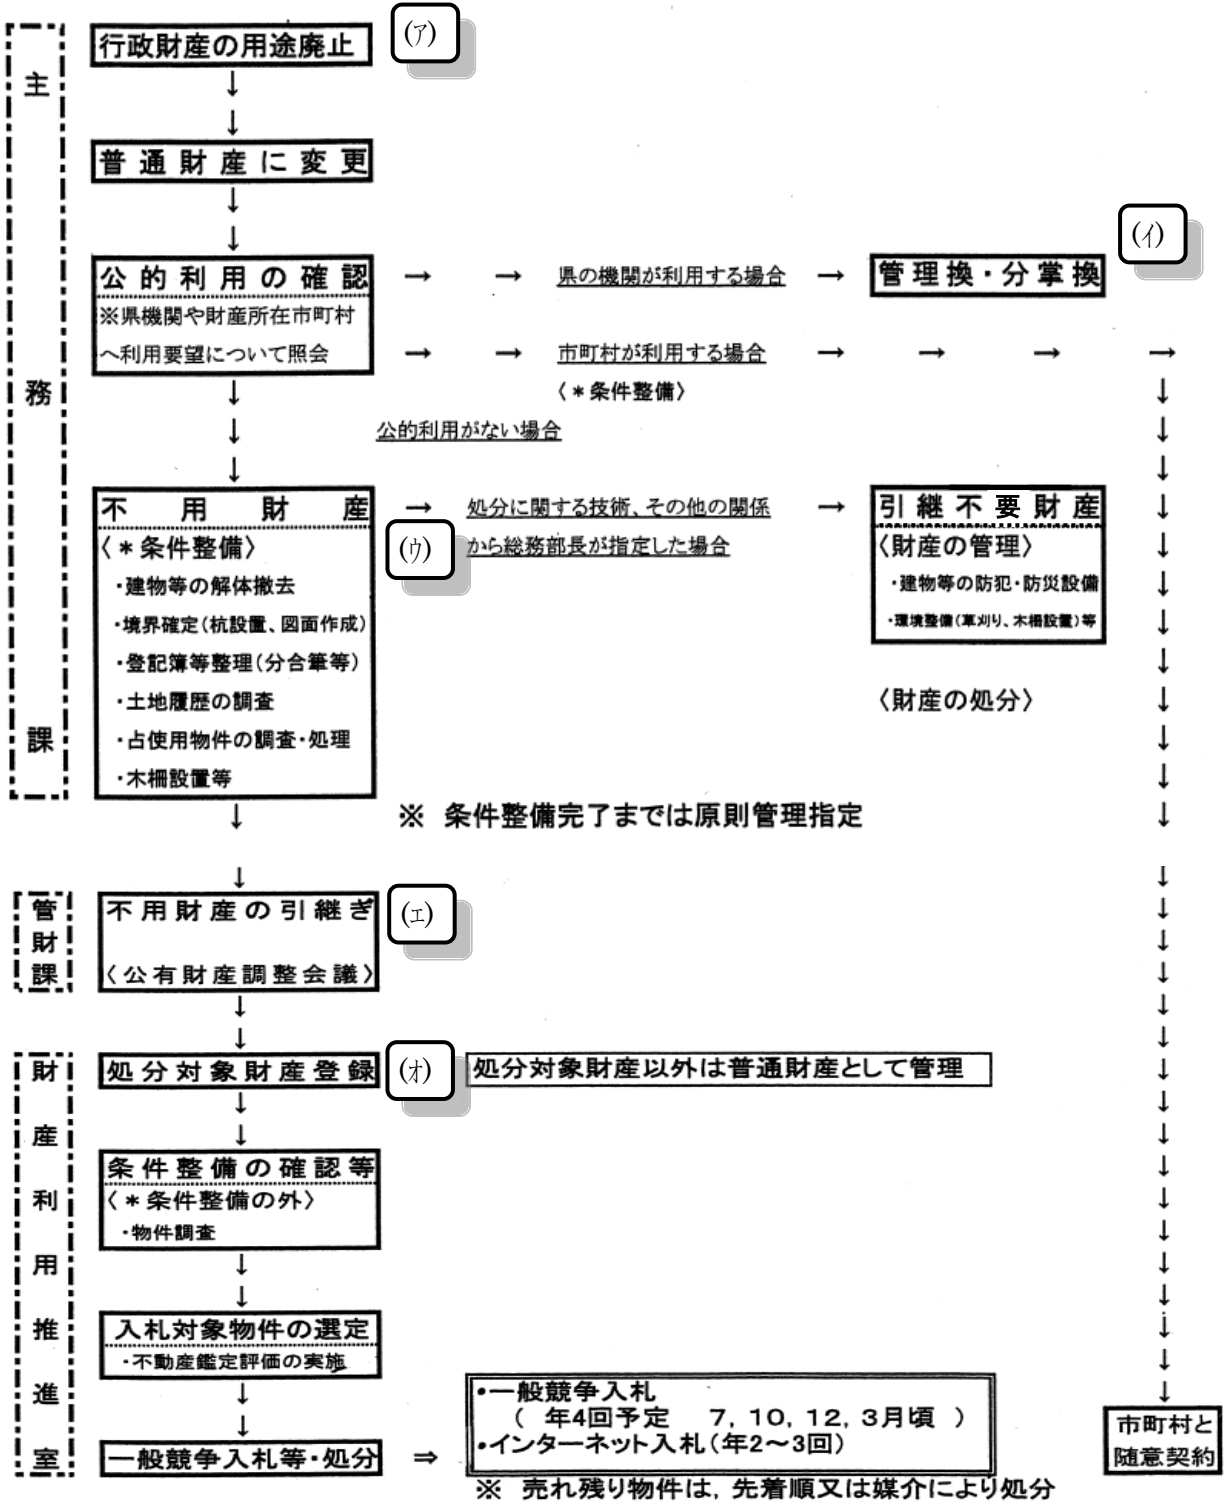 行政財産の用途廃止
(ｱ)
主務課
↓
↓
普通財産に変更
↓
↓
(ｲ)
公的利用の確認 → → 県の機関が利用する場合 → 管理換・分掌換
※県機関や財産所在市町村
へ利用要望について照会 → → 市町村が利用する場合 → → → →
〈＊条件整備〉
↓ ↓
↓ 公的利用がない場合 ↓
↓ ↓
不用財産 → 処分に関する技術、その他の関係 → 引継不要財産 ↓
(ｳ) から総務部長が指定した場合
〈＊条件整備〉 〈財産の管理〉 ↓
・建物等の解体撤去 ・建物等の防犯・防災設備 ↓
・境界確定(杭設置、図面作成) ・環境整備(草刈り、木柵設置)等 ↓
・登記簿等整理(分合筆等) ↓
・土地履歴の調査 〈財産の処分〉 ↓
・占使用物件の調査・処理 ↓
・木柵設置等 ↓
↓ ※ 条件整備完了までは原則管理指定 ↓
↓ ↓
管財課
不用財産の引継ぎ
(ｴ)
〈公有財産調整会議〉
↓
↓
財産利用推進室
処分対象財産登録
(ｵ)
処分対象財産以外は普通財産として管理
↓
↓
条件整備の確認等
〈＊条件整備の外〉
・物件調査
↓
↓
入札対象物件の選定
・不動産鑑定評価の実施
↓
↓
一般競争入札等・処分 ⇒
・一般競争入札
( 年4回予定 7, 10, 12, 3月頃 )
・インターネット入札(年2～3回)
※ 売れ残り物件は, 先着順又は媒介により処分
市町村と
随意契約